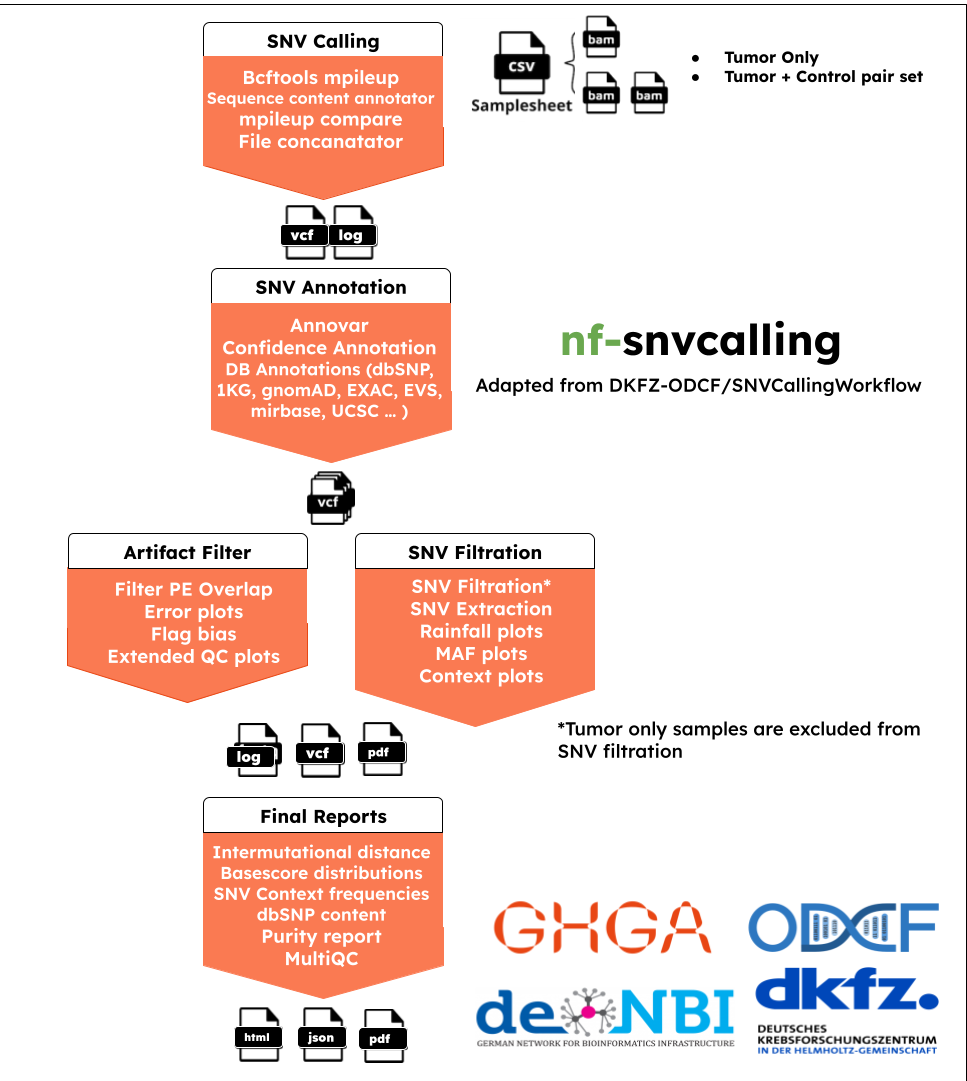 SNV Calling
Bcftools mpileup
Sequence content annotator
mpileup compare
File concanatator
CSV
bam
bam
bam
Samplesheet
● Tumor Only
● Tumor + Control pair set
vcf
log
SNV Annotation
Annovar
Confidence Annotation
DB Annotations (dbSNP,
1KG, gnomAD, EXAC, EVS,
mirbase, UCSC ... )
nf-snvcalling
Adapted from DKFZ-ODCF/SNVCallingWorkflow
vcf
Artifact Filter
Filter PE Overlap
Error plots
Flag bias
Extended QC plots
SNV Filtration
SNV Filtration*
SNV Extraction
Rainfall plots
MAF plots
Context plots
*Tumor only samples are excluded from
SNV filtration
log
vcf
pdf
Final Reports
Intermutational distance
Basescore distributions
SNV Context frequencies
dbSNP content
Purity report
MultiQC
html
json
pdf
GHGA
ODCF
de NBI
GERMAN NETWORK FOR BIOINFORMATICS INFRASTRUCTURE
dkfz.
DEUTSCHES
KREBSFORSCHUNGSZENTRUM
IN DER HELMHOLTZ-GEMEINSCHAFT